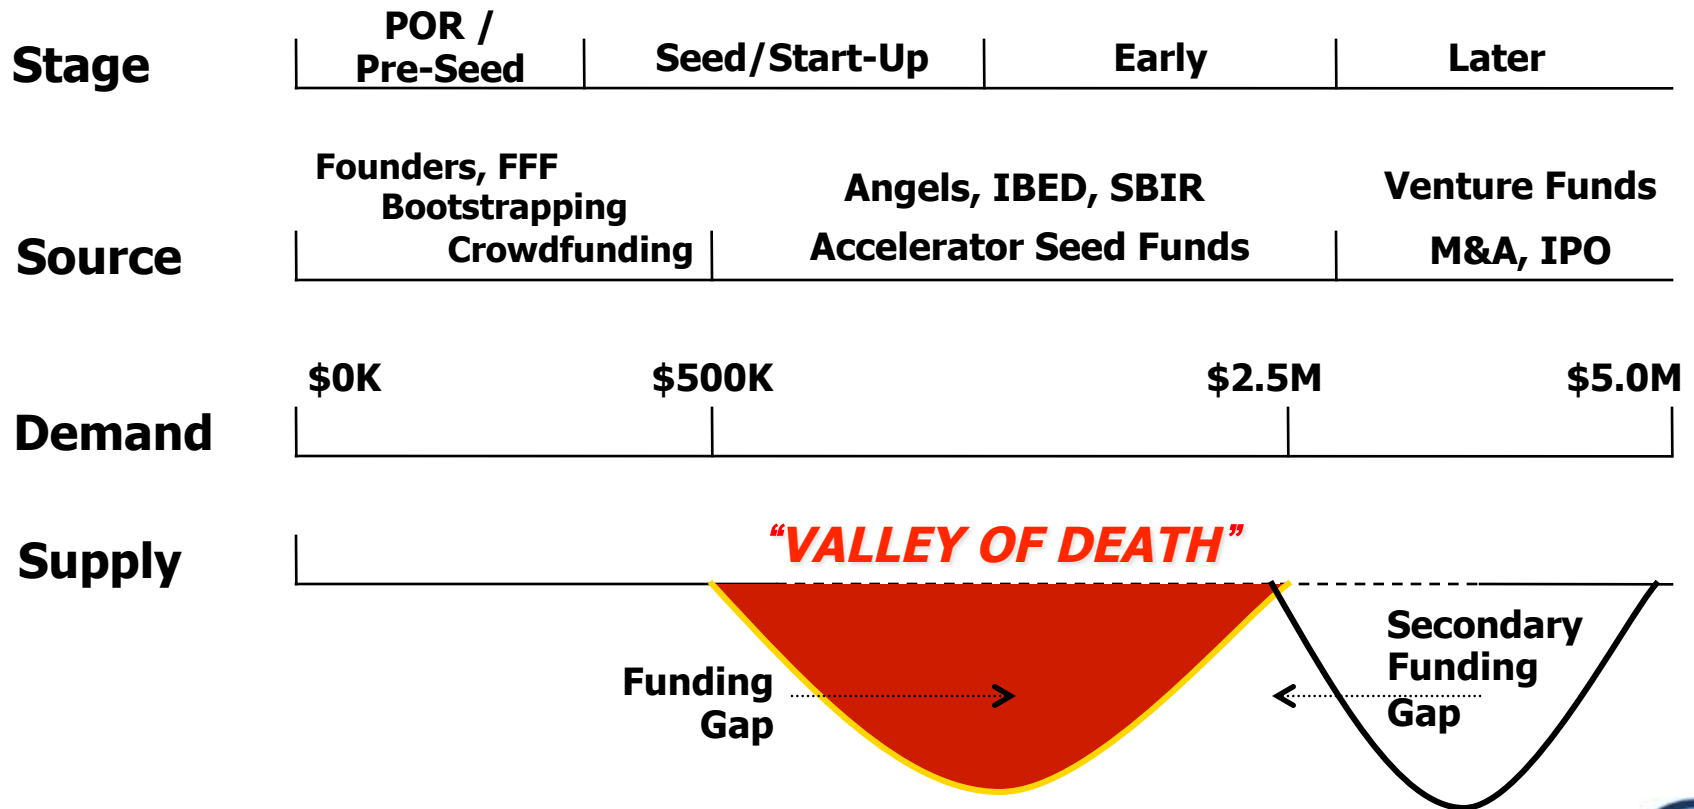 Stage
POR /
Pre-Seed
Seed/Start-Up
Early
Later
Source
Founders, FFF
Bootstrapping
Crowdfunding
Angels, IBED, SBIR
Accelerator Seed Funds
Venture Funds
M&A, IPO
Demand
$0K
$500K
$2.5M
$5.0M
Supply
“VALLEY OF DEATH”
Funding
Gap
Secondary
Funding
Gap